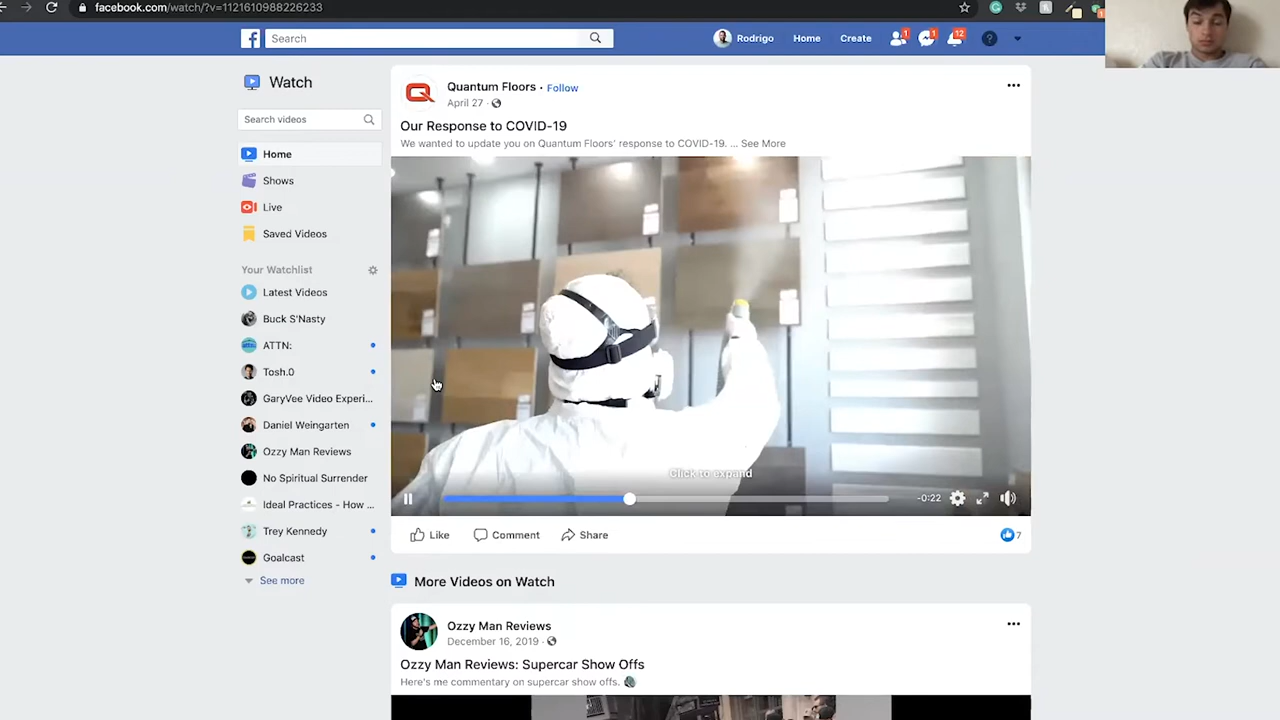 facebook.com/watch/?v=1121610988226233
1
f Search Rodrigo Home Create 1 1 12 ?
Watch
Search videos
Home
Shows
Live
Saved Videos
Your Watchlist
Latest Videos
Buck S'Nasty
ATTN:
Tosh.0
GaryVee Video Experi...
Daniel Weingarten
Ozzy Man Reviews
No Spiritual Surrender
Ideal Practices - How ...
Trey Kennedy
Goalcast
See more
Quantum Floors · Follow
April 27 ·
Our Response to COVID-19
We wanted to update you on Quantum Floors' response to COVID-19. ... See More
Click to expand
-0:22
Like Comment Share 7
More Videos on Watch
Ozzy Man Reviews
December 16, 2019 ·
Ozzy Man Reviews: Supercar Show Offs
Here's me commentary on supercar show offs.